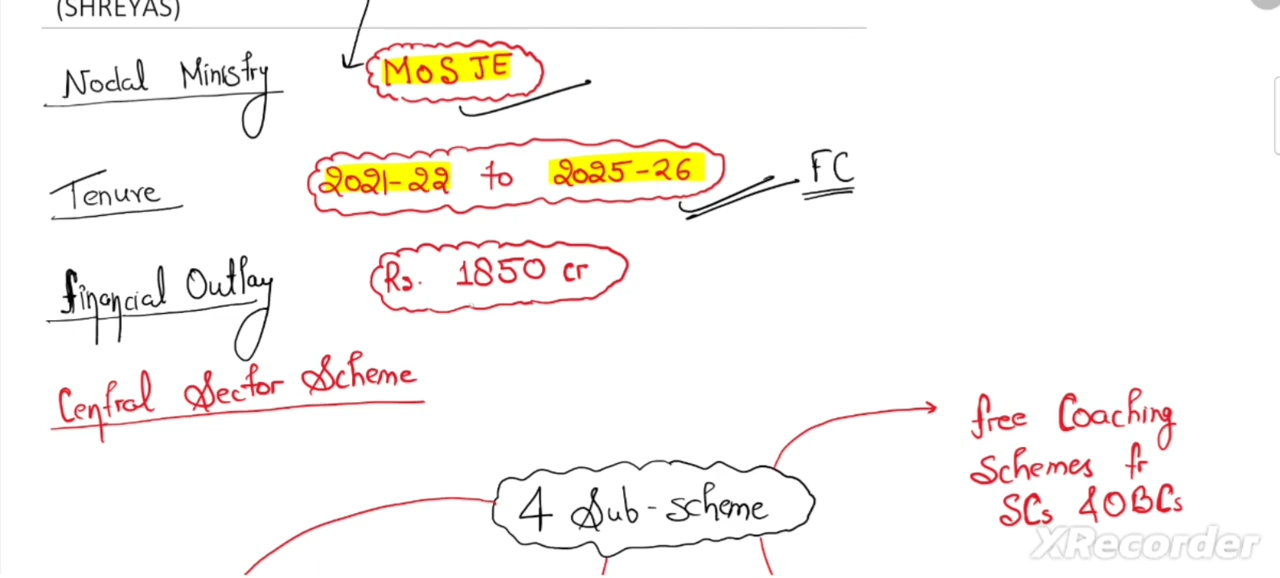 (SHREYAS)
Nodal Ministry MOSJE
Tenure 2021-22 to 2025-26 FC
Financial Outlay Rs. 1850 cr
Central Sector Scheme
free Coaching
Schemes fr
SCs & OBCs
4 Sub-scheme
XRecorder